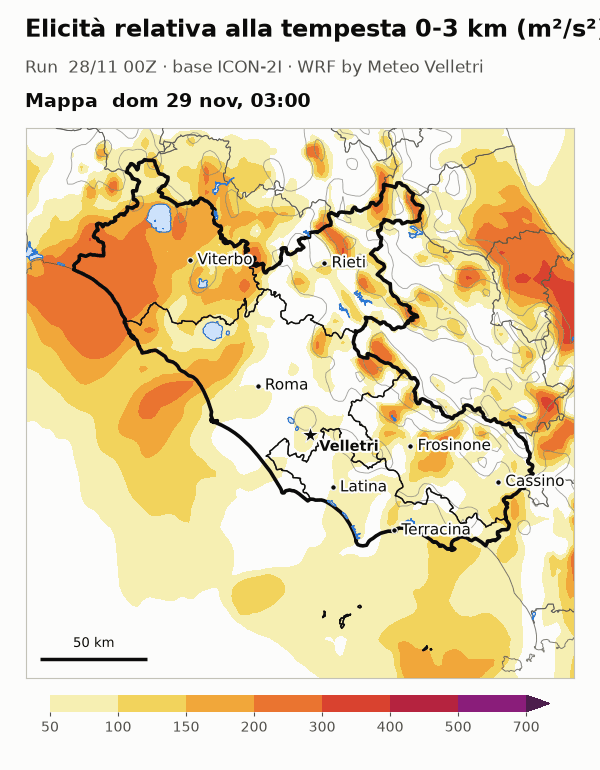 Elicità relativa alla tempesta 0-3 km (m²/s²)
Run 28/11 00Z · base ICON-2I · WRF by Meteo Velletri
Mappa dom 29 nov, 03:00
Viterbo
Rieti
Roma
Velletri
Frosinone
Cassino
Latina
Terracina
50 km
50 100 150 200 300 400 500 700